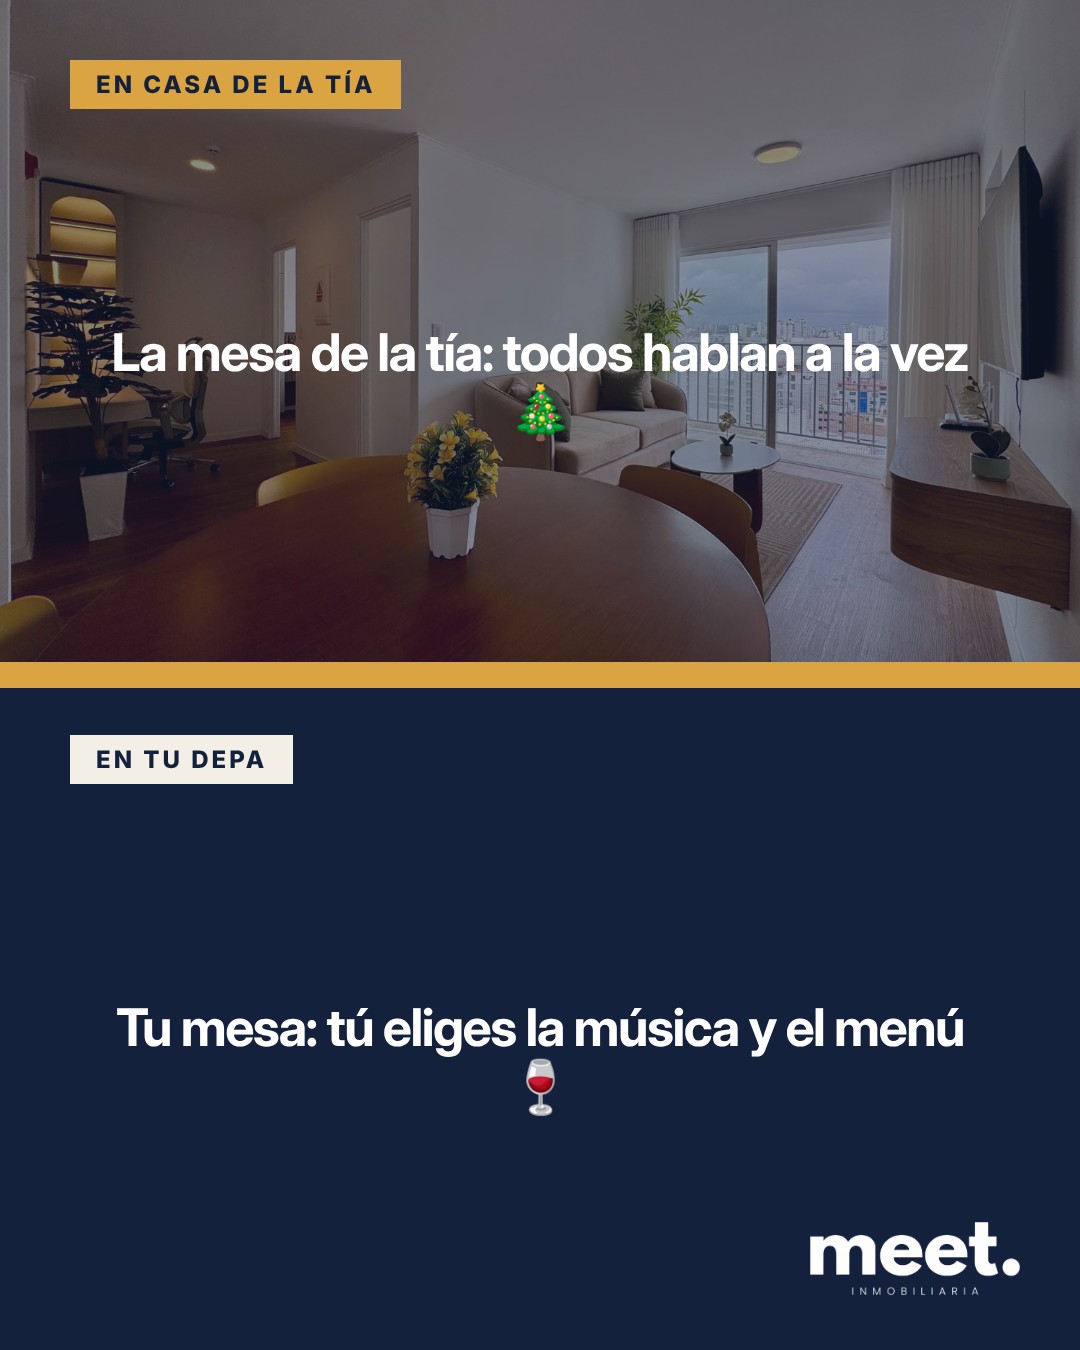 EN CASA DE LA TÍA
La mesa de la tía: todos hablan a la vez
🎄
EN TU DEPA
Tu mesa: tú eliges la música y el menú
🍷
meet.
INMOBILIARIA